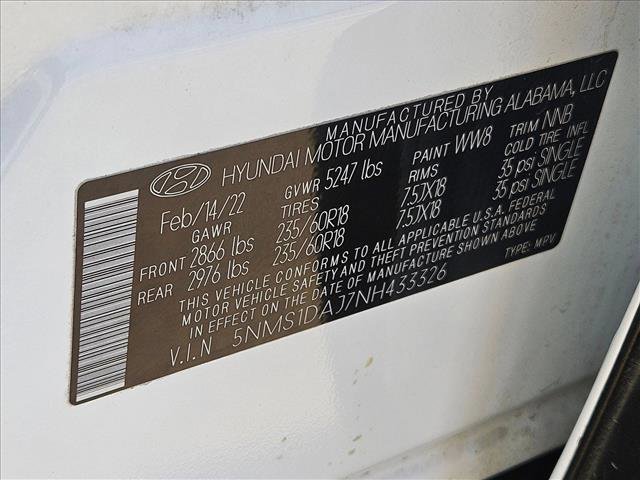 MANUFACTURED BY
HYUNDAI MOTOR MANUFACTURING ALABAMA, LLC
Feb/14/22 GVWR 5247 lbs PAINT WW8 TRIM NNB
GAWR TIRES RIMS COLD TIRE INFL
FRONT 2866 lbs 235/60R18 7.5JX18 35 psi SINGLE
REAR 2976 lbs 235/60R18 7.5JX18 35 psi SINGLE
THIS VEHICLE CONFORMS TO ALL APPLICABLE U.S.A. FEDERAL
MOTOR VEHICLE SAFETY AND THEFT PREVENTION STANDARDS
IN EFFECT ON THE DATE OF MANUFACTURE SHOWN ABOVE
V.I.N 5NMS1DAJ7NH433326 TYPE: MPV